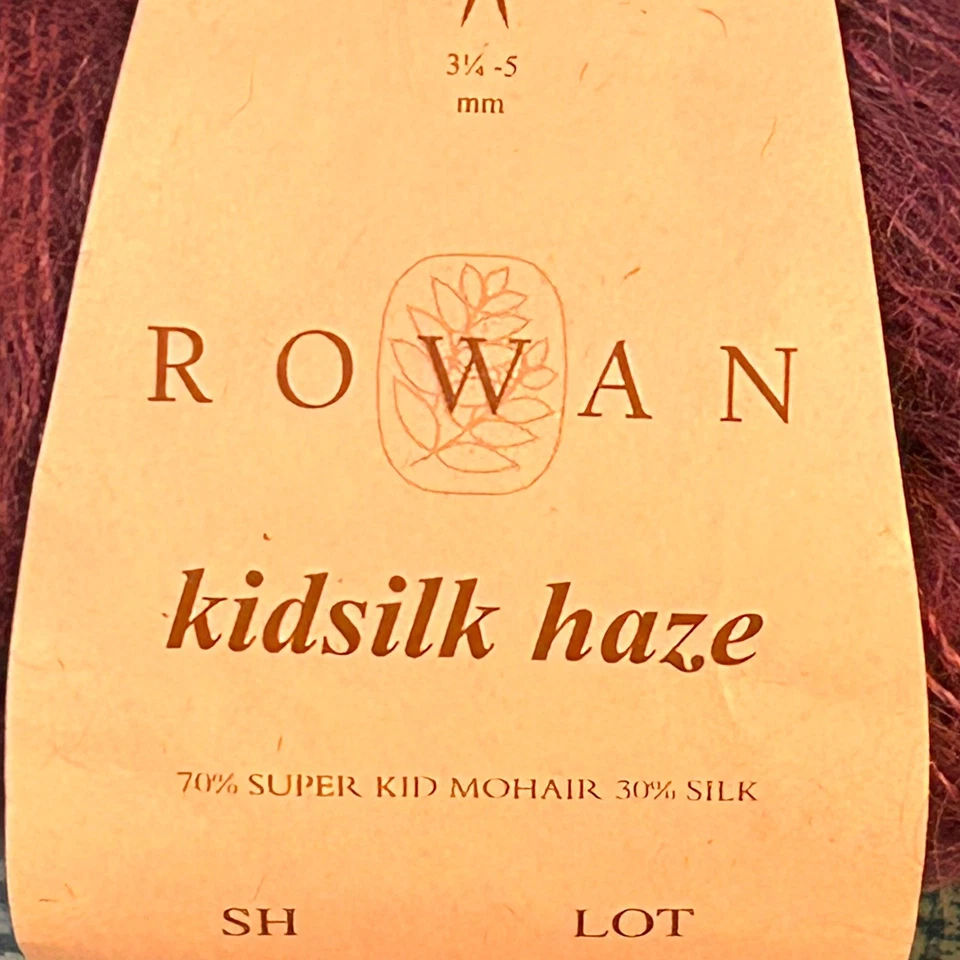 3¼-5
mm
ROWAN
kidsilk haze
70% SUPER KID MOHAIR 30% SILK
SH LOT